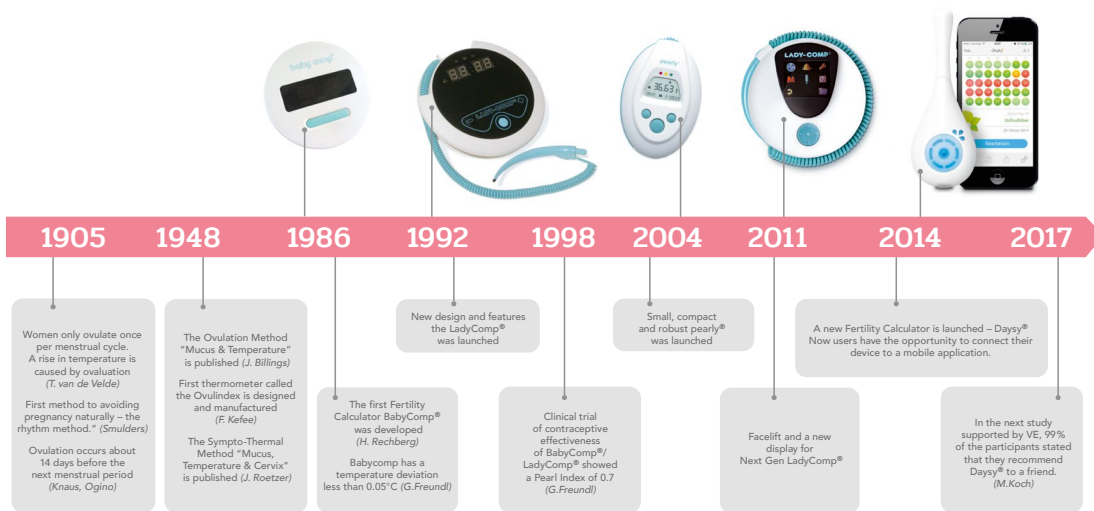 baby comp
LADY-COMP
pearly
36.63
LADY-COMP
1905
1948
1986
1992
1998
2004
2011
2014
2017
Women only ovulate once
per menstrual cycle.
A rise in temperature is
caused by ovaluation
(T. van de Velde)
First method to avoiding
pregnancy naturally – the
rhythm method.” (Smulders)
Ovulation occurs about
14 days before the
next menstrual period
(Knaus, Ogino)
The Ovulation Method
“Mucus & Temperature”
is published (J. Billings)
First thermometer called
the Ovulindex is designed
and manufactured
(F. Kefee)
The Sympto-Thermal
Method “Mucus,
Temperature & Cervix”
is published (J. Roetzer)
The first Fertility
Calculator BabyComp®
was developed
(H. Rechberg)
Babycomp has a
temperature deviation
less than 0.05°C (G.Freundl)
New design and features
the LadyComp®
was launched
Clinical trial
of contraceptive
effectiveness
of BabyComp®/
LadyComp® showed
a Pearl Index of 0.7
(G.Freundl)
Small, compact
and robust pearly®
was launched
Facelift and a new
display for
Next Gen LadyComp®
A new Fertility Calculator is launched – Daysy®
Now users have the opportunity to connect their
device to a mobile application.
In the next study
supported by VE, 99%
of the participants stated
that they recommend
Daysy® to a friend.
(M.Koch)